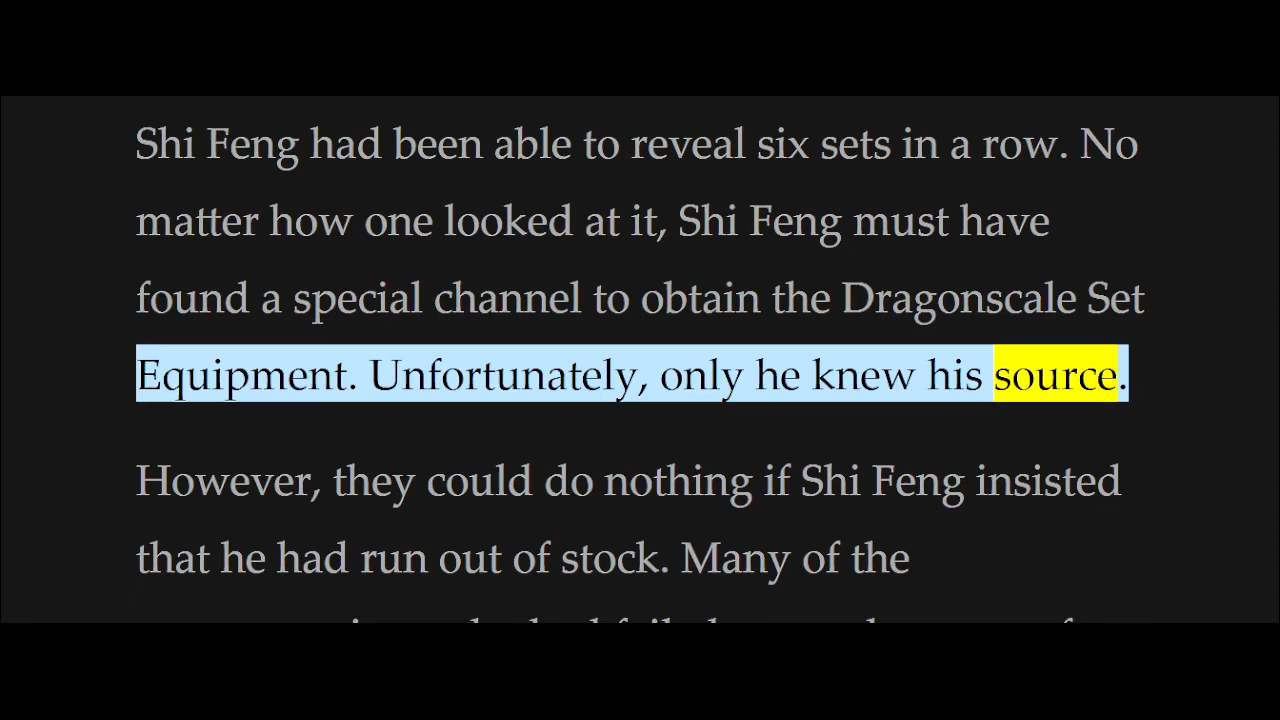 Shi Feng had been able to reveal six sets in a row. No
matter how one looked at it, Shi Feng must have
found a special channel to obtain the Dragonscale Set
Equipment. Unfortunately, only he knew his source.
However, they could do nothing if Shi Feng insisted
that he had run out of stock. Many of the